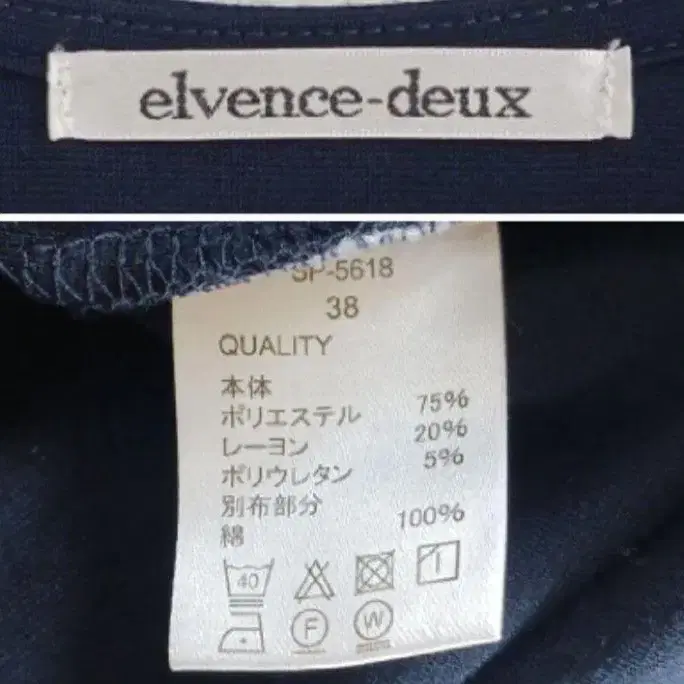 elvence-deux
SP-5618
38
QUALITY
本体
ポリエステル 75%
レーヨン 20%
ポリウレタン 5%
別布部分
綿 100%
40
F W